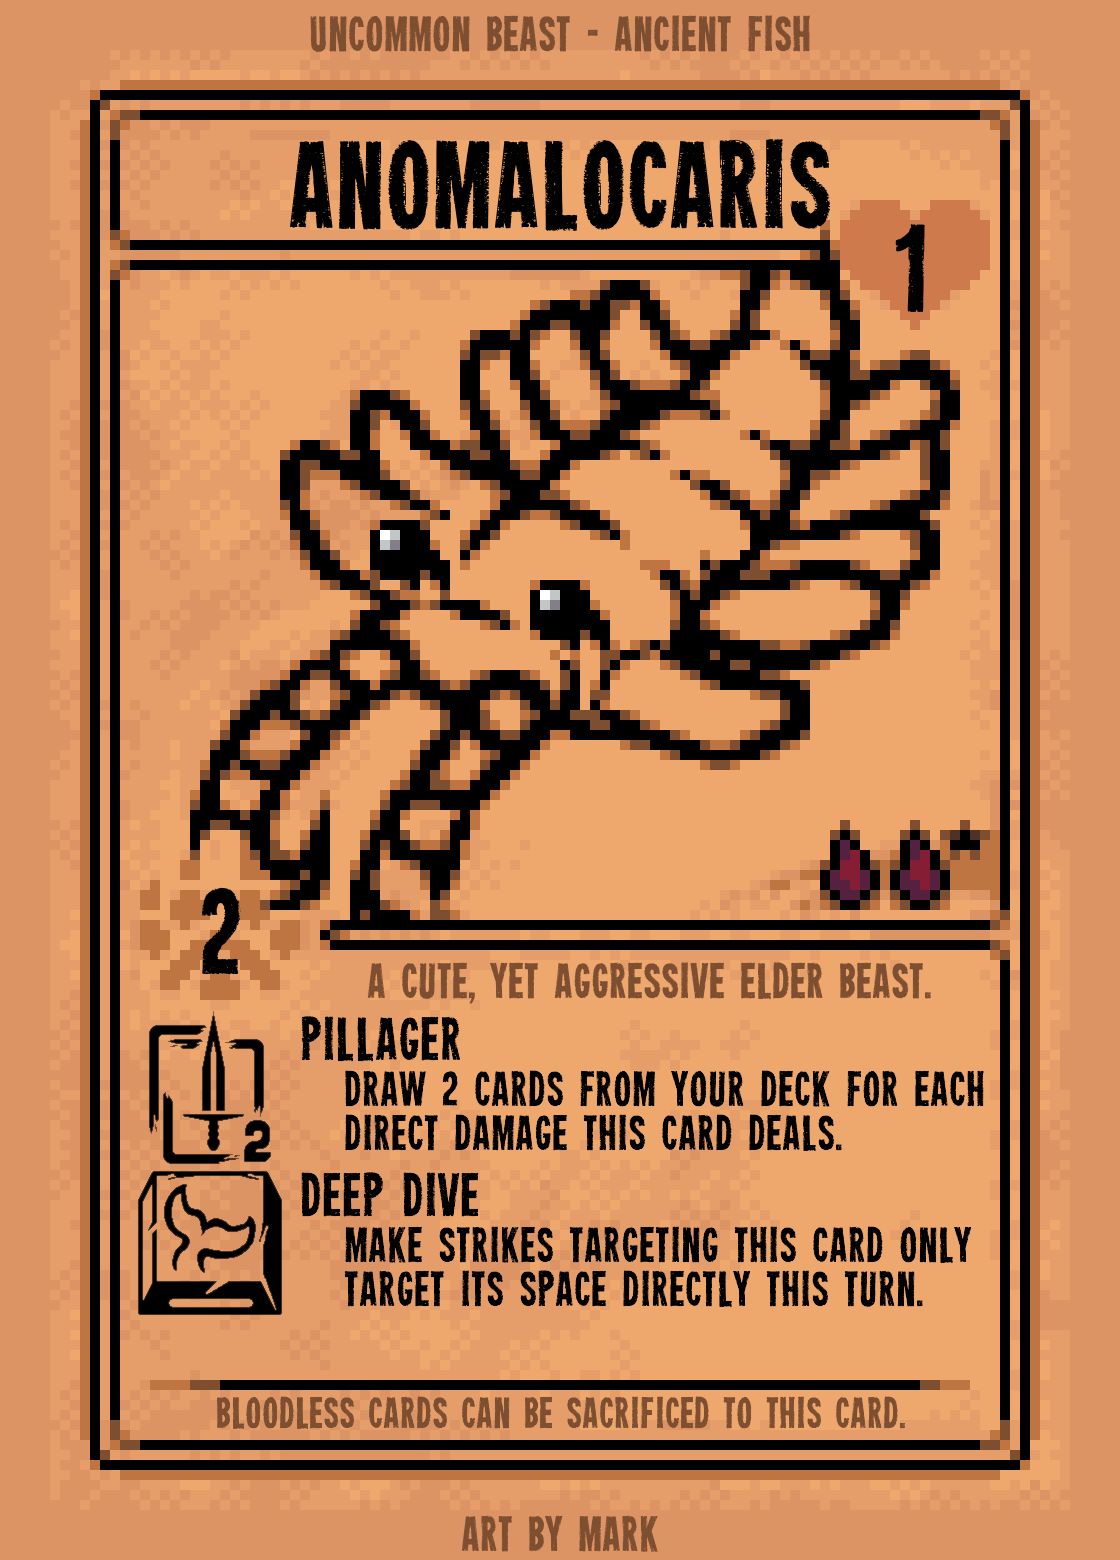 UNCOMMON BEAST - ANCIENT FISH
ANOMALOCARIS
1
2
A CUTE, YET AGGRESSIVE ELDER BEAST.
PILLAGER
DRAW 2 CARDS FROM YOUR DECK FOR EACH
DIRECT DAMAGE THIS CARD DEALS.
2
DEEP DIVE
MAKE STRIKES TARGETING THIS CARD ONLY
TARGET ITS SPACE DIRECTLY THIS TURN.
BLOODLESS CARDS CAN BE SACRIFICED TO THIS CARD.
ART BY MARK